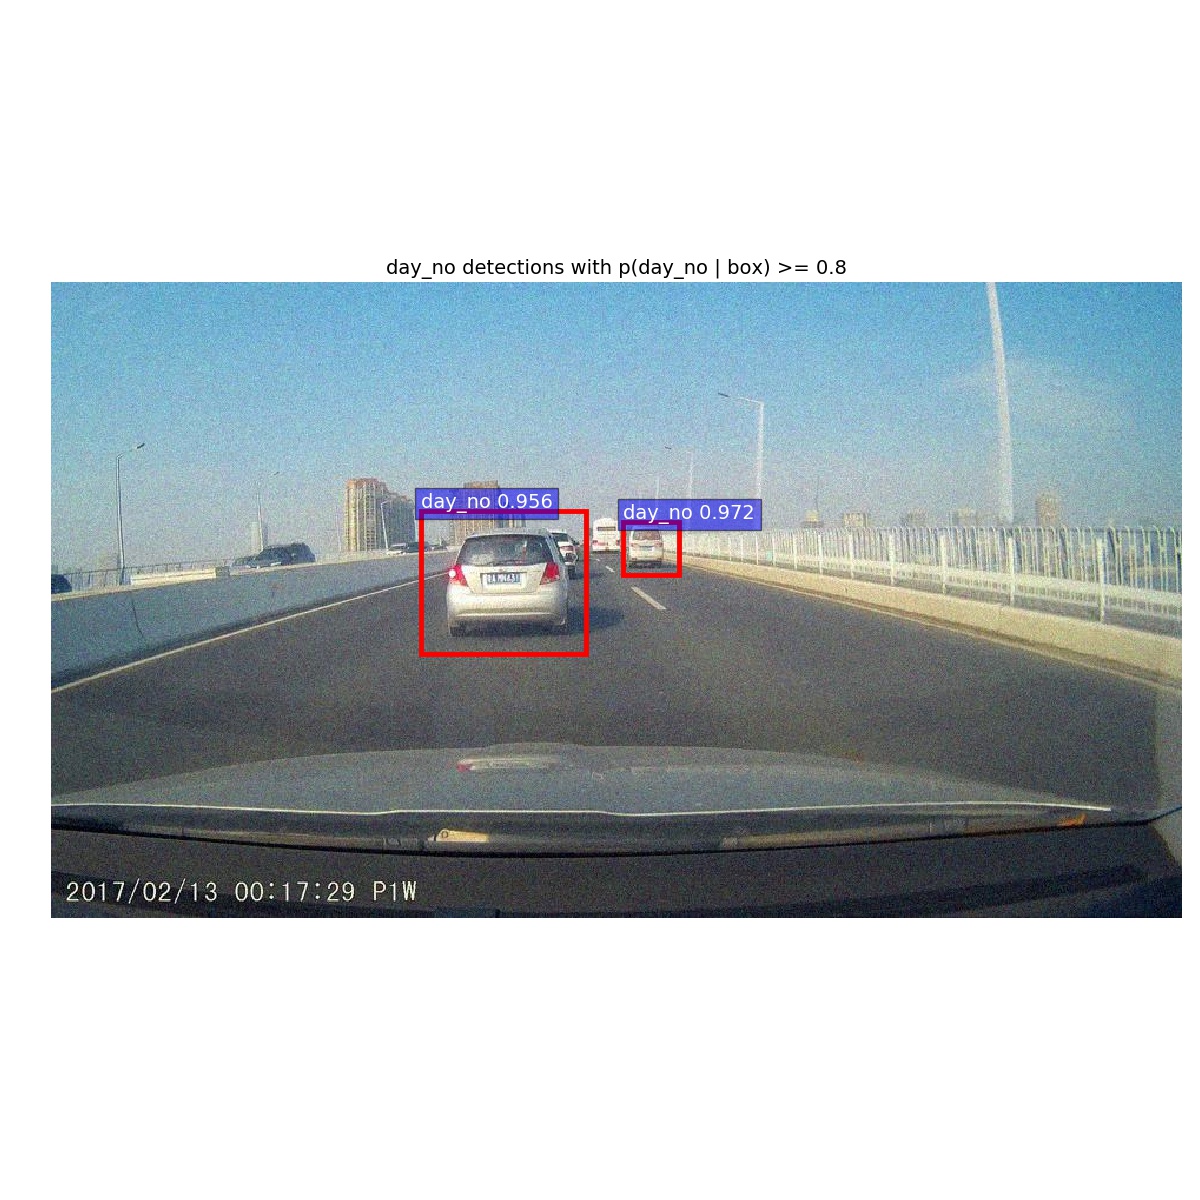 day_no detections with p(day_no | box) >= 0.8
day_no 0.956
day_no 0.972
2017/02/13 00:17:29 P1W